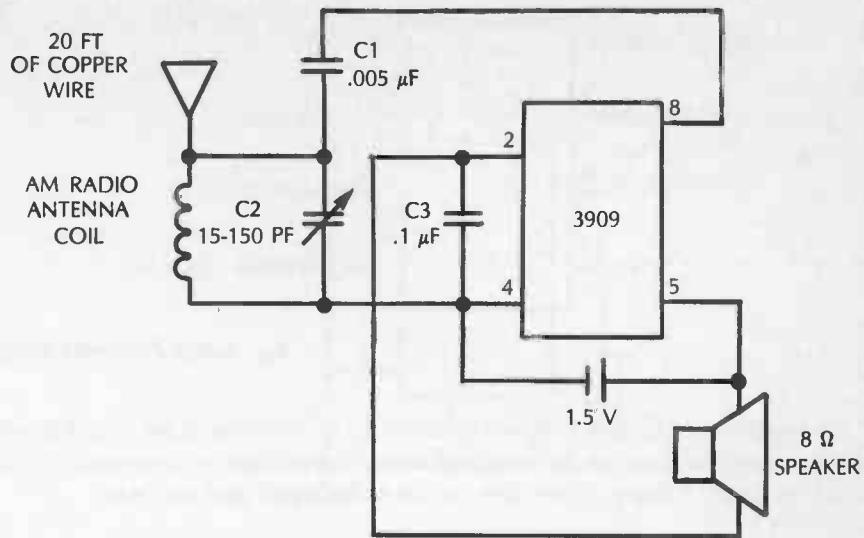 20 FT
OF COPPER
WIRE
C1
.005 μF
8
2
AM RADIO
ANTENNA
COIL
C2
15-150 PF
C3
.1 μF
3909
4
5
1.5 V
8 Ω
SPEAKER